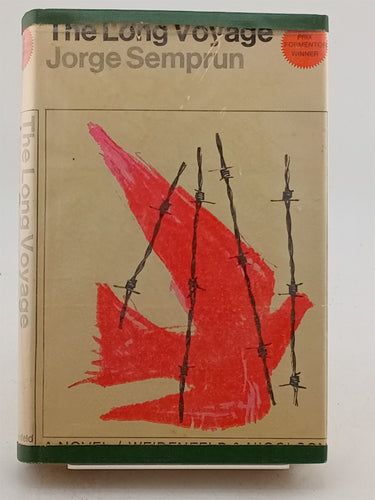 The Long Voyage
Jorge Semprun
PRIX
FORMENTOR
WINNER
The Long Voyage
A NOVEL / WEIDENFELD & NICOLSON